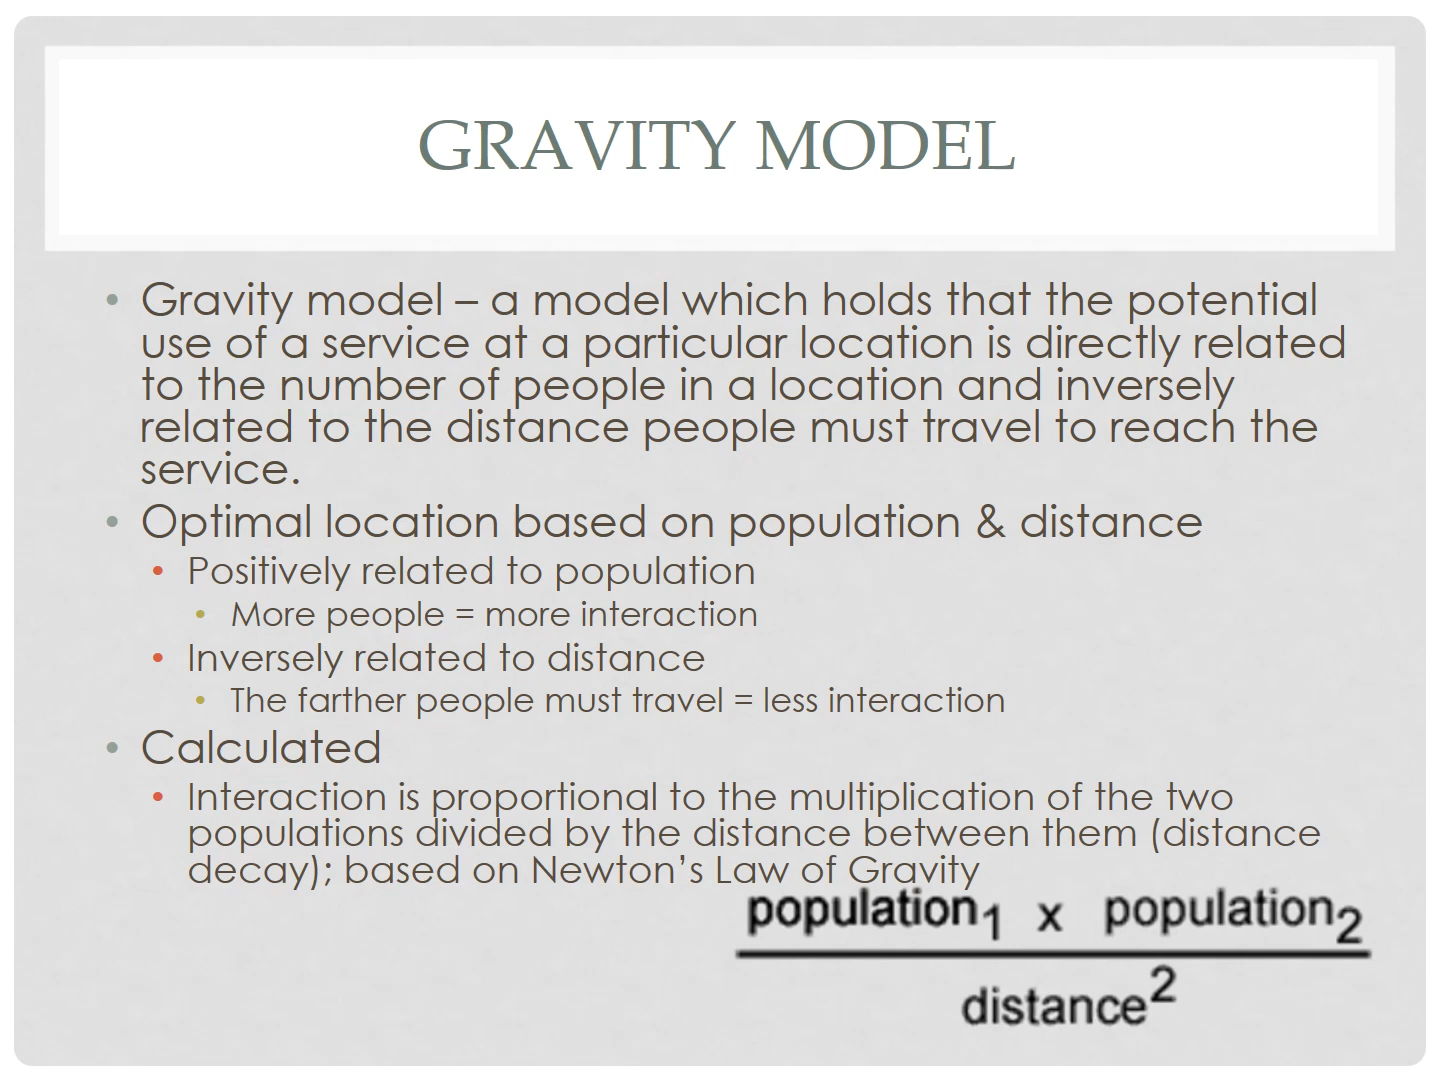 GRAVITY MODEL
• Gravity model – a model which holds that the potential
use of a service at a particular location is directly related
to the number of people in a location and inversely
related to the distance people must travel to reach the
service.
• Optimal location based on population & distance
• Positively related to population
• More people = more interaction
• Inversely related to distance
• The farther people must travel = less interaction
• Calculated
• Interaction is proportional to the multiplication of the two
populations divided by the distance between them (distance
decay); based on Newton’s Law of Gravity
population₁ x population₂
distance²